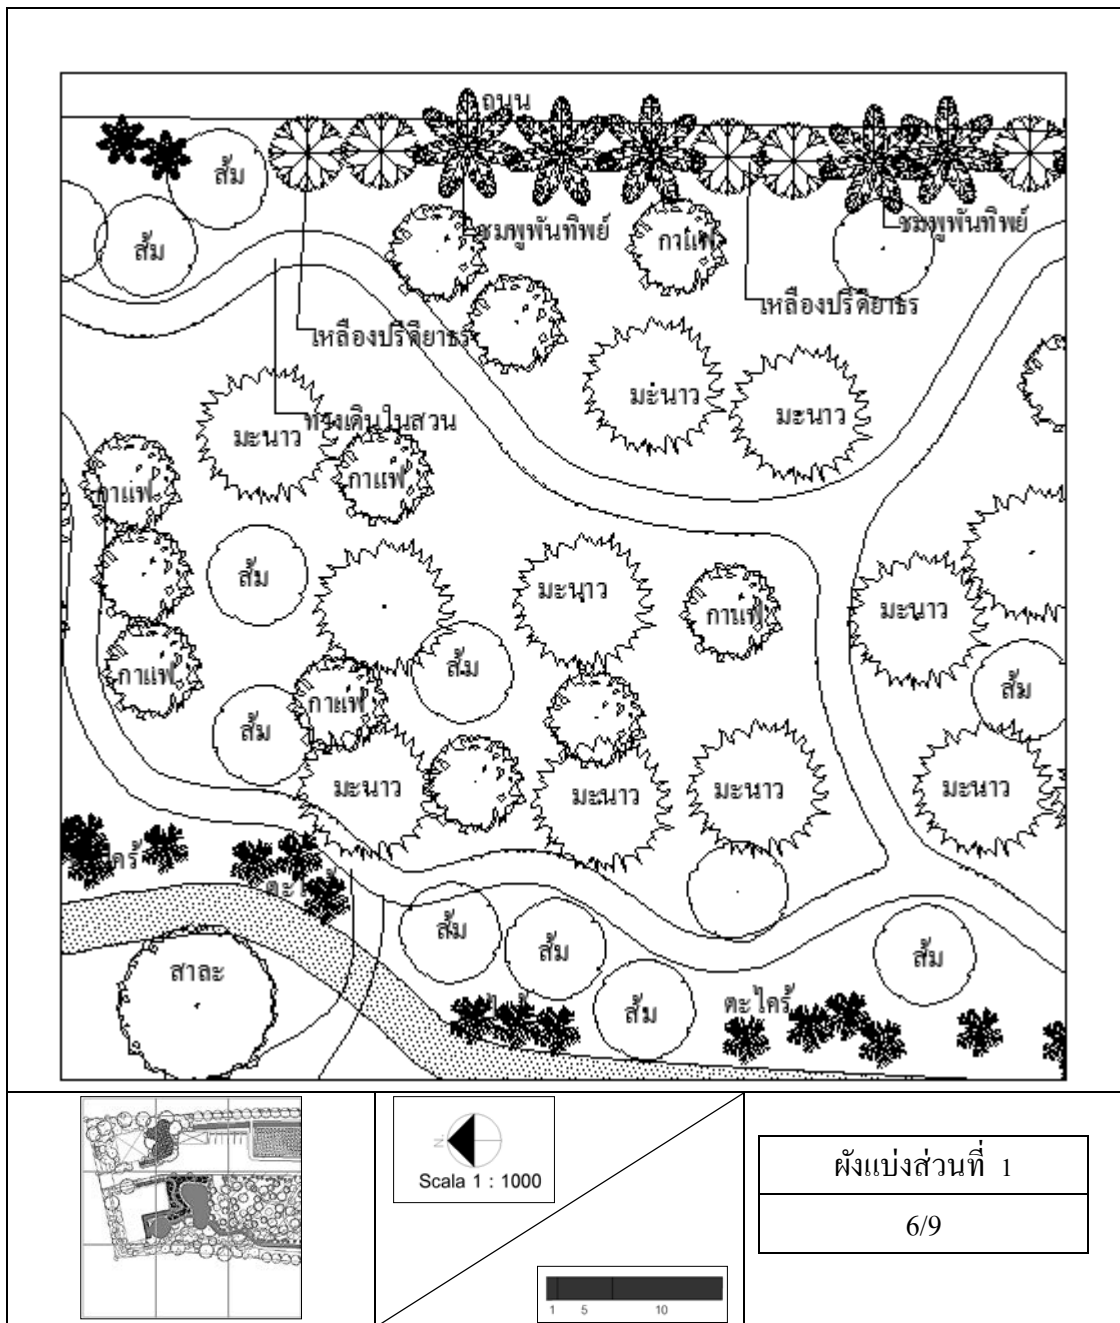 ถนน
ส้ม
ส้ม
ชมพูพันทิพย์
กาแฟ
ชมพูพันทิพย์
เหลืองปรีดียาธร
เหลืองปรีดียาธร
มะนาว
มะนาว
ทางเดินในสวน
มะนาว
กาแฟ
กาแฟ
ส้ม
มะนาว
มะนาว
กาแฟ
กาแฟ
ส้ม
ส้ม
กาแฟ
ส้ม
มะนาว
มะนาว
มะนาว
มะนาว
ตะไคร้
ส้ม
ส้ม
ส้ม
สาละ
ตะไคร้
ส้ม
N
Scala 1 : 1000
1 5 10
ผังแบ่งส่วนที่ 1
6/9